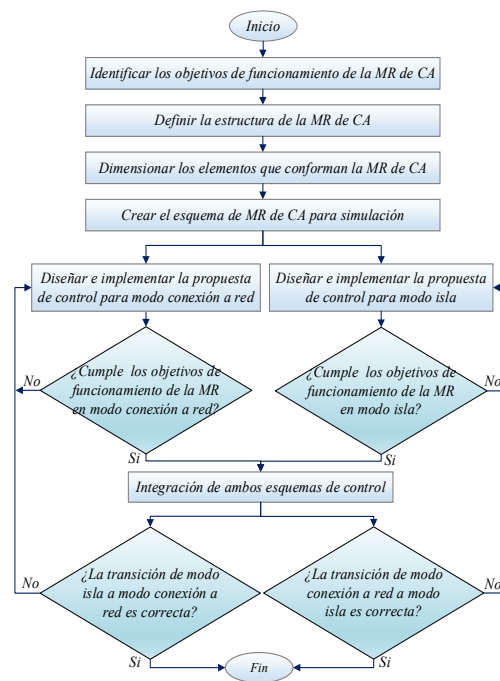 Inicio
Identificar los objetivos de funcionamiento de la MR de CA
Definir la estructura de la MR de CA
Dimensionar los elementos que conforman la MR de CA
Crear el esquema de MR de CA para simulación
Diseñar e implementar la propuesta
de control para modo conexión a red
Diseñar e implementar la propuesta
de control para modo isla
¿Cumple los objetivos de
funcionamiento de la MR
en modo conexión a red?
No
Si
¿Cumple los objetivos de
funcionamiento de la MR
en modo isla?
No
Si
Integración de ambos esquemas de control
¿La transición de modo
isla a modo conexión a
red es correcta?
No
Si
¿La transición de modo
conexión a red a modo
isla es correcta?
No
Si
Fin